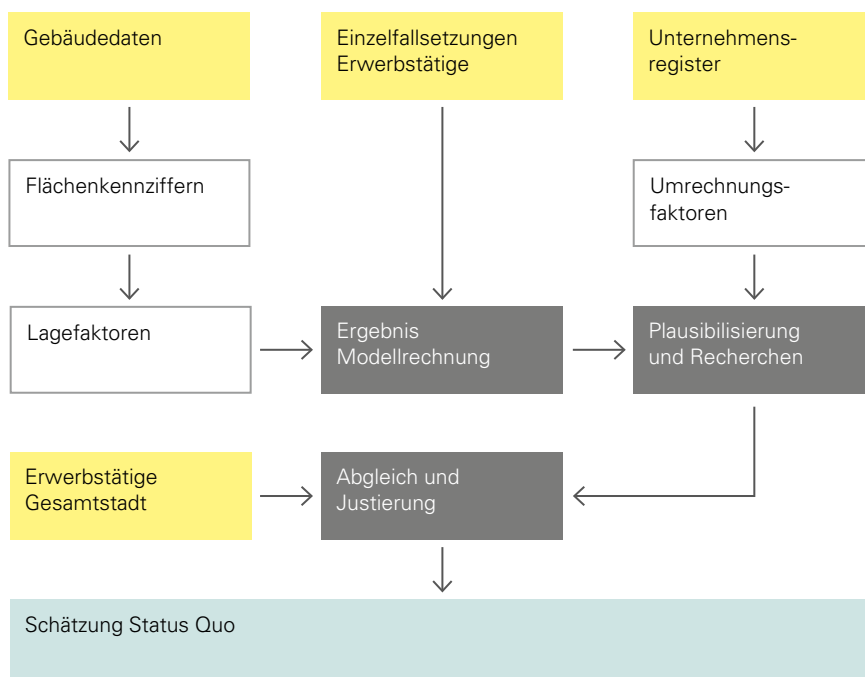 Gebäudedaten
Einzelfallsetzungen
Erwerbstätige
Unternehmens-
register
Flächenkennziffern
Umrechnungs-
faktoren
Lagefaktoren
Ergebnis
Modellrechnung
Plausibilisierung
und Recherchen
Erwerbstätige
Gesamtstadt
Abgleich und
Justierung
Schätzung Status Quo